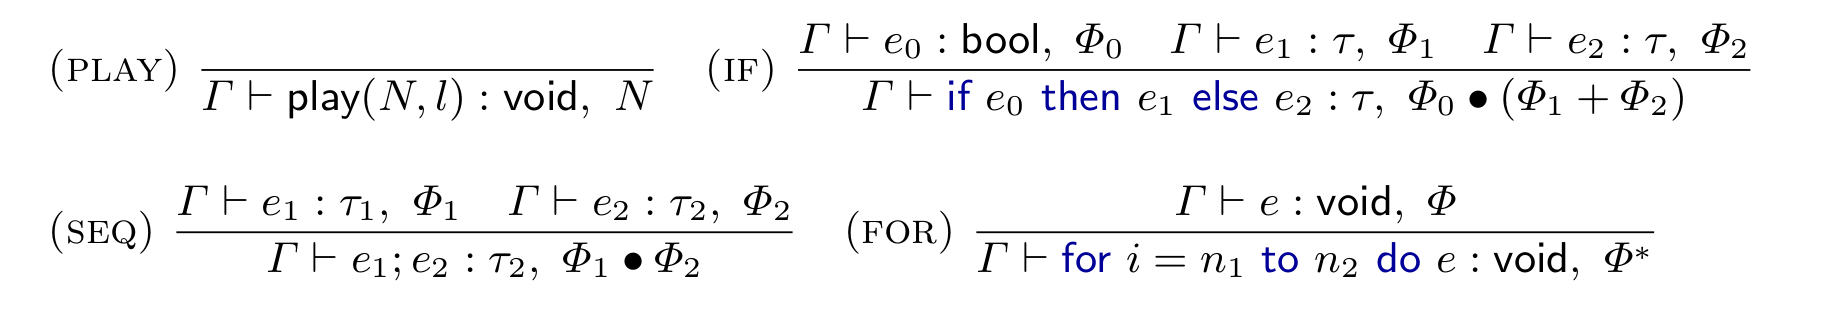 (PLAY) Γ ⊢ play(N, l) : void, N
(IF) Γ ⊢ e₀ : bool, Φ₀ Γ ⊢ e₁ : τ, Φ₁ Γ ⊢ e₂ : τ, Φ₂
Γ ⊢ if e₀ then e₁ else e₂ : τ, Φ₀ • (Φ₁ + Φ₂)
(SEQ) Γ ⊢ e₁ : τ₁, Φ₁ Γ ⊢ e₂ : τ₂, Φ₂
Γ ⊢ e₁; e₂ : τ₂, Φ₁ • Φ₂
(FOR) Γ ⊢ e : void, Φ
Γ ⊢ for i = n₁ to n₂ do e : void, Φ*